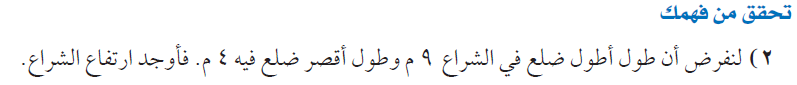 تحقق من فهمك
٢) لنفرض أن طول أطول ضلع في الشراع ٩ م وطول أقصر ضلع فيه ٤ م. فأوجد ارتفاع الشراع.